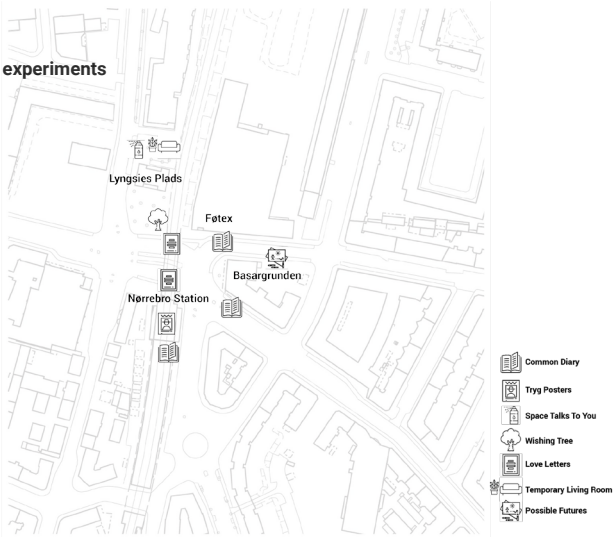 experiments
Lyngsies Plads
Føtex
Basargrunden
Nørrebro Station
Common Diary
Tryg Posters
Space Talks To You
Wishing Tree
Love Letters
Temporary Living Room
Possible Futures